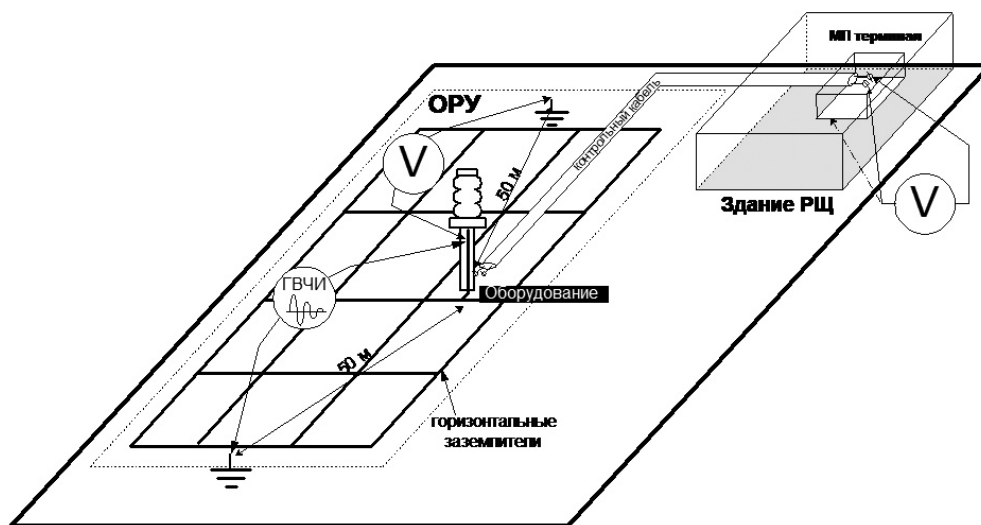 МП терминал
ОРУ
контрольный кабель
V
50 м
Здание РЩ
V
ГВЧИ
Оборудование
50 м
горизонтальные
заземлители